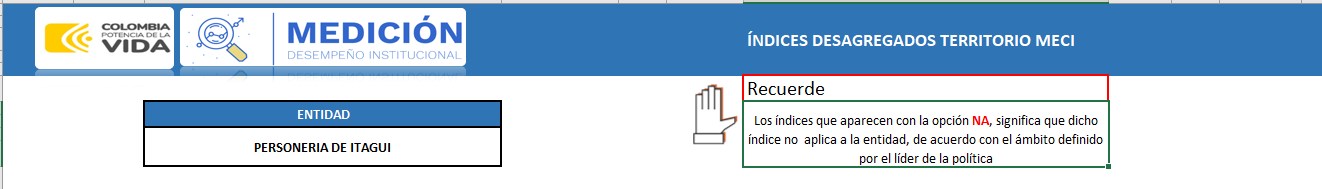 COLOMBIA
POTENCIA DE LA
VIDA
MEDICIÓN
DESEMPEÑO INSTITUCIONAL
ÍNDICES DESAGREGADOS TERRITORIO MECI
ENTIDAD
PERSONERIA DE ITAGUI
Recuerde
Los índices que aparecen con la opción NA, significa que dicho
índice no aplica a la entidad, de acuerdo con el ámbito definido
por el líder de la política